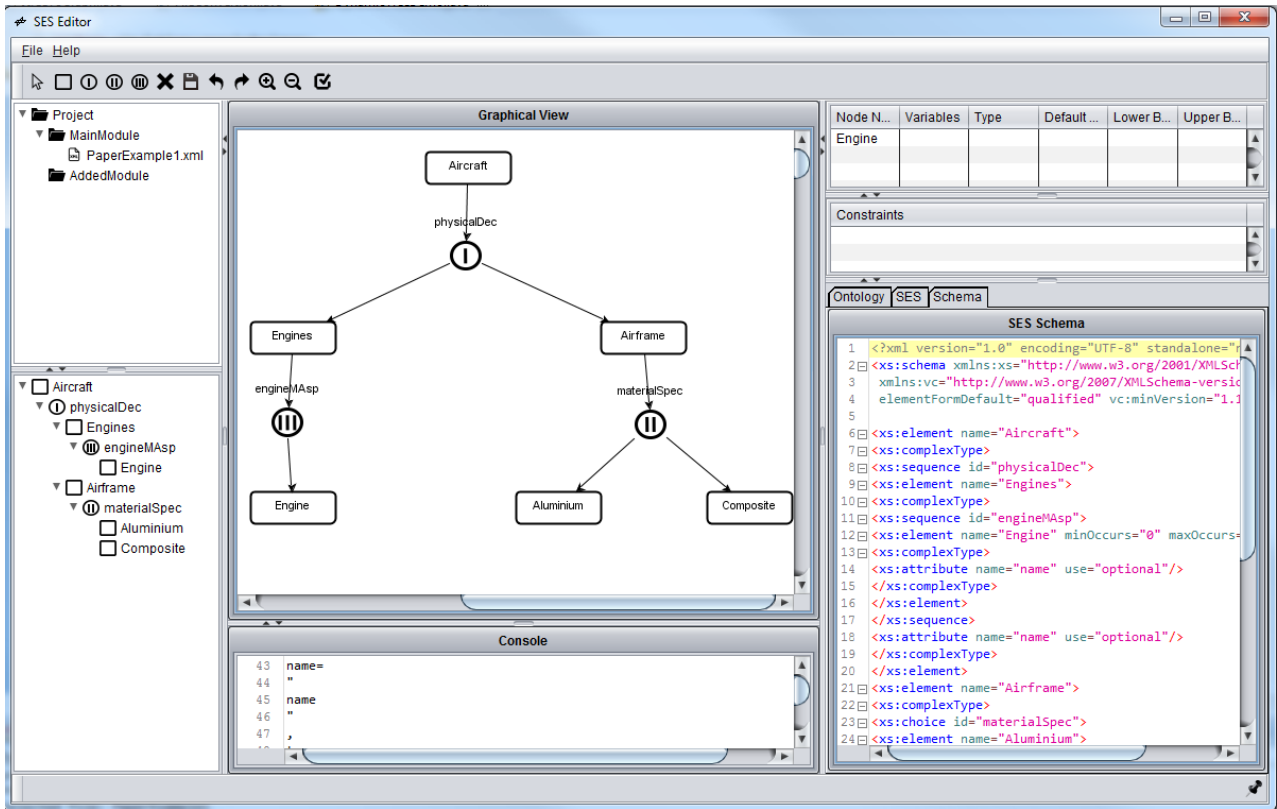 SES Editor
File Help
Project
MainModule
PaperExample1.xml
AddedModule
Aircraft
physicalDec
Engines
engineMAsp
Engine
Airframe
materialSpec
Aluminium
Composite
Graphical View
Aircraft
physicalDec
I
Engines
Airframe
engineMAsp
materialSpec
III
II
Engine
Aluminium
Composite
Console
43 name=
44 "
45 name
46 "
47 ,
Node N... Variables Type Default ... Lower B... Upper B...
Engine
Constraints
Ontology SES Schema
SES Schema
1 <?xml version="1.0" encoding="UTF-8" standalone="
2 <xs:schema xmlns:xs="http://www.w3.org/2001/XMLSch
3 xmlns:vc="http://www.w3.org/2007/XMLSchema-versio
4 elementFormDefault="qualified" vc:minVersion="1.1
5
6 <xs:element name="Aircraft">
7 <xs:complexType>
8 <xs:sequence id="physicalDec">
9 <xs:element name="Engines">
10 <xs:complexType>
11 <xs:sequence id="engineMAsp">
12 <xs:element name="Engine" minOccurs="0" maxOccurs=
13 <xs:complexType>
14 <xs:attribute name="name" use="optional"/>
15 </xs:complexType>
16 </xs:element>
17 </xs:sequence>
18 <xs:attribute name="name" use="optional"/>
19 </xs:complexType>
20 </xs:element>
21 <xs:element name="Airframe">
22 <xs:complexType>
23 <xs:choice id="materialSpec">
24 <xs:element name="Aluminium">